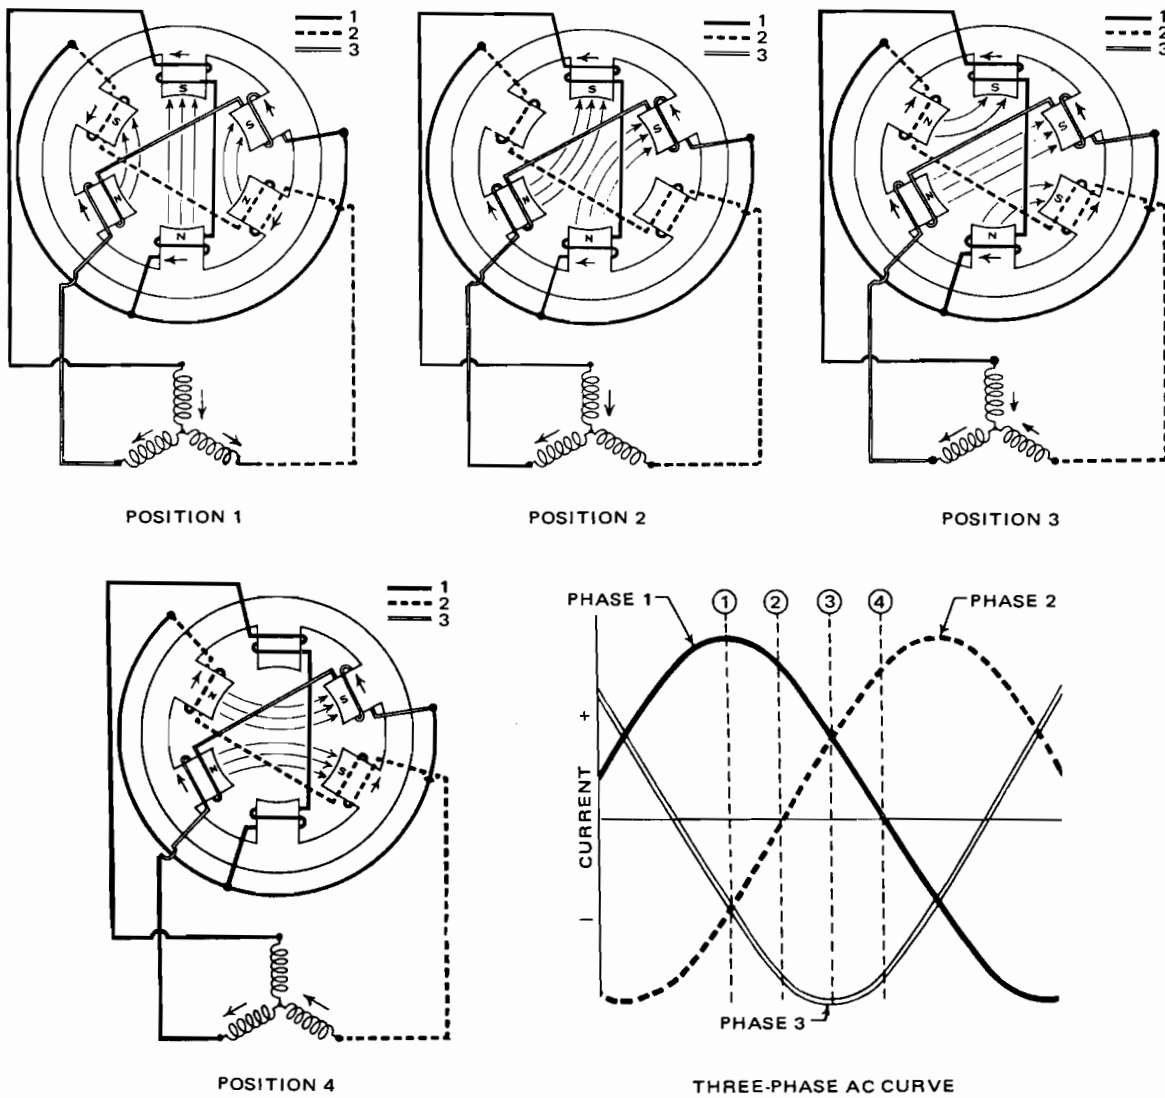 1
2
3
S
S
S
N
N
N
POSITION 1
1
2
3
S
S
N
N
POSITION 2
1
2
3
S
N
S
N
S
N
POSITION 3
1
2
3
N
S
N
S
POSITION 4
PHASE 1
1
2
3
4
PHASE 2
+
CURRENT
–
PHASE 3
THREE-PHASE AC CURVE